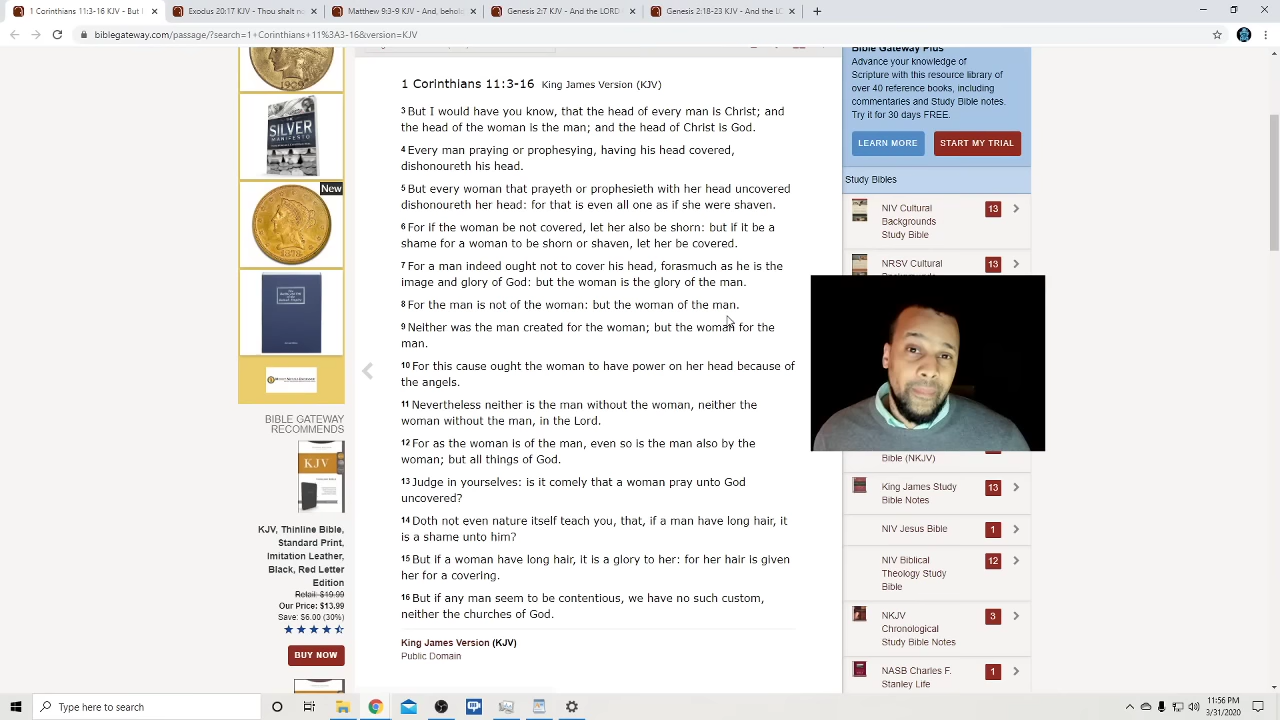 1 Corinthians 11:3-16 KJV - But I
Exodus 20:17 KJV - Thou shalt no
Matthew 9:3-9 KJV - And, behold
Genesis 2:7 KJV - And the LORD
Genesis 2:18-23 KJV - And the LO
biblegateway.com/passage/?search=1+Corinthians+11%3A3-16&version=KJV
1909
THE
SILVER
MANIFESTO
New
1878
BIBLE GATEWAY
RECOMMENDS
KJV
KJV, Thinline Bible,
Standard Print,
Imitation Leather,
Black, Red Letter
Edition
Retail: $19.99
Our Price: $13.99
Save: $6.00 (30%)
BUY NOW
1 Corinthians 11:3-16 King James Version (KJV)
3 But I would have you know, that the head of every man is Christ; and
the head of the woman is the man; and the head of Christ is God.
4 Every man praying or prophesying, having his head covered,
dishonoureth his head.
5 But every woman that prayeth or prophesieth with her head uncovered
dishonoureth her head: for that is even all one as if she were shaven.
6 For if the woman be not covered, let her also be shorn: but if it be a
shame for a woman to be shorn or shaven, let her be covered.
7 For a man indeed ought not to cover his head, forasmuch as he is the
image and glory of God: but the woman is the glory of the man.
8 For the man is not of the woman: but the woman of the man.
9 Neither was the man created for the woman; but the woman for the
man.
10 For this cause ought the woman to have power on her head because of
the angels.
11 Nevertheless neither is the man without the woman, neither the
woman without the man, in the Lord.
12 For as the woman is of the man, even so is the man also by the
woman; but all things of God.
13 Judge in yourselves: is it comely that a woman pray unto God
uncovered?
14 Doth not even nature itself teach you, that, if a man have long hair, it
is a shame unto him?
15 But if a woman have long hair, it is a glory to her: for her hair is given
her for a covering.
16 But if any man seem to be contentious, we have no such custom,
neither the churches of God.
King James Version (KJV)
Public Domain
Bible Gateway Plus
Advance your knowledge of
Scripture with this resource library of
over 40 reference books, including
commentaries and Study Bible notes.
Try it for 30 days FREE.
LEARN MORE
START MY TRIAL
Study Bibles
NIV Cultural
Backgrounds
Study Bible
13
NRSV Cultural
13
Bible (NKJV)
King James Study
Bible Notes
13
NIV Jesus Bible
1
NIV Biblical
Theology Study
Bible
12
NKJV
Chronological
Study Bible Notes
3
NASB Charles F.
Stanley Life
1
Type here to search
11:56 PM
3/31/2020